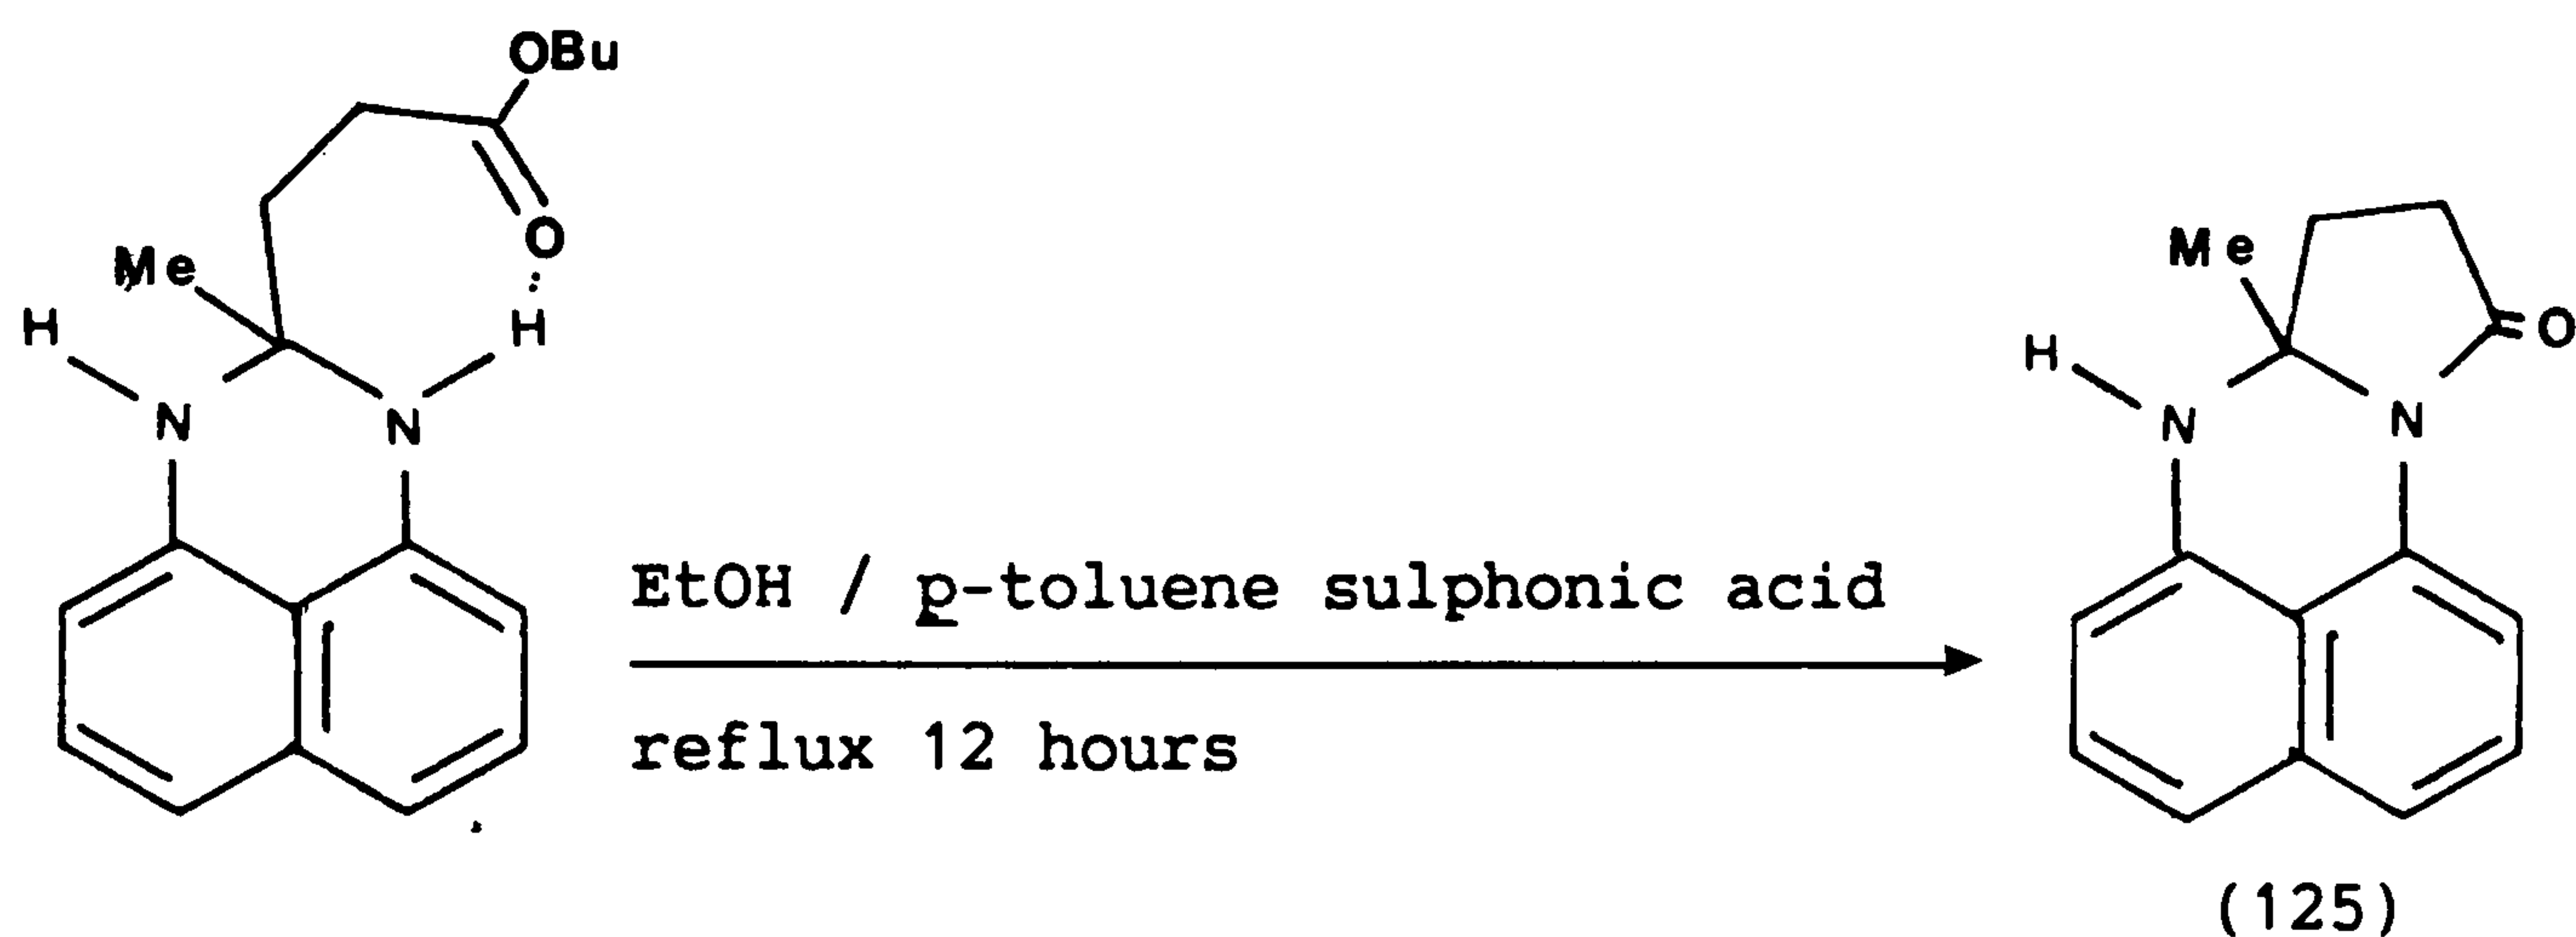 OBu
O
Me
H
H
N
N
Me
O
H
N
N
EtOH / p-toluene sulphonic acid
reflux 12 hours
(125)